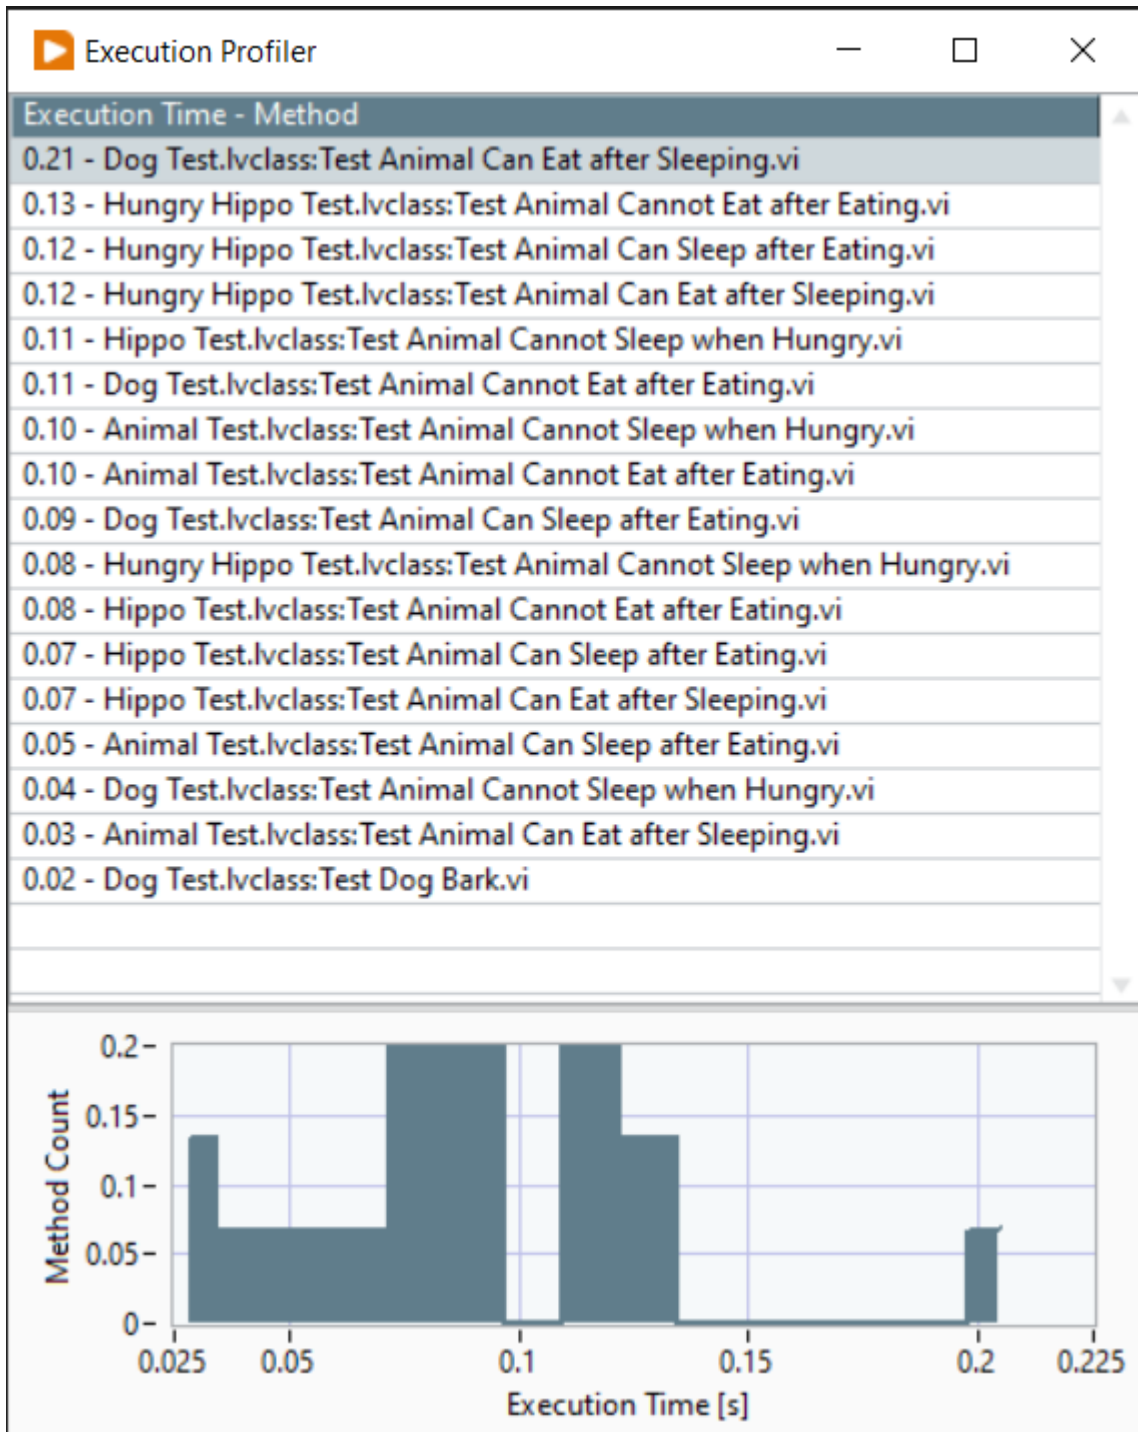 Execution Profiler
Execution Time - Method
0.21 - Dog Test.lvclass:Test Animal Can Eat after Sleeping.vi
0.13 - Hungry Hippo Test.lvclass:Test Animal Cannot Eat after Eating.vi
0.12 - Hungry Hippo Test.lvclass:Test Animal Can Sleep after Eating.vi
0.12 - Hungry Hippo Test.lvclass:Test Animal Can Eat after Sleeping.vi
0.11 - Hippo Test.lvclass:Test Animal Cannot Sleep when Hungry.vi
0.11 - Dog Test.lvclass:Test Animal Cannot Eat after Eating.vi
0.10 - Animal Test.lvclass:Test Animal Cannot Sleep when Hungry.vi
0.10 - Animal Test.lvclass:Test Animal Cannot Eat after Eating.vi
0.09 - Dog Test.lvclass:Test Animal Can Sleep after Eating.vi
0.08 - Hungry Hippo Test.lvclass:Test Animal Cannot Sleep when Hungry.vi
0.08 - Hippo Test.lvclass:Test Animal Cannot Eat after Eating.vi
0.07 - Hippo Test.lvclass:Test Animal Can Sleep after Eating.vi
0.07 - Hippo Test.lvclass:Test Animal Can Eat after Sleeping.vi
0.05 - Animal Test.lvclass:Test Animal Can Sleep after Eating.vi
0.04 - Dog Test.lvclass:Test Animal Cannot Sleep when Hungry.vi
0.03 - Animal Test.lvclass:Test Animal Can Eat after Sleeping.vi
0.02 - Dog Test.lvclass:Test Dog Bark.vi
Method Count
0.2
0.15
0.1
0.05
0
0.025 0.05 0.1 0.15 0.2 0.225
Execution Time [s]